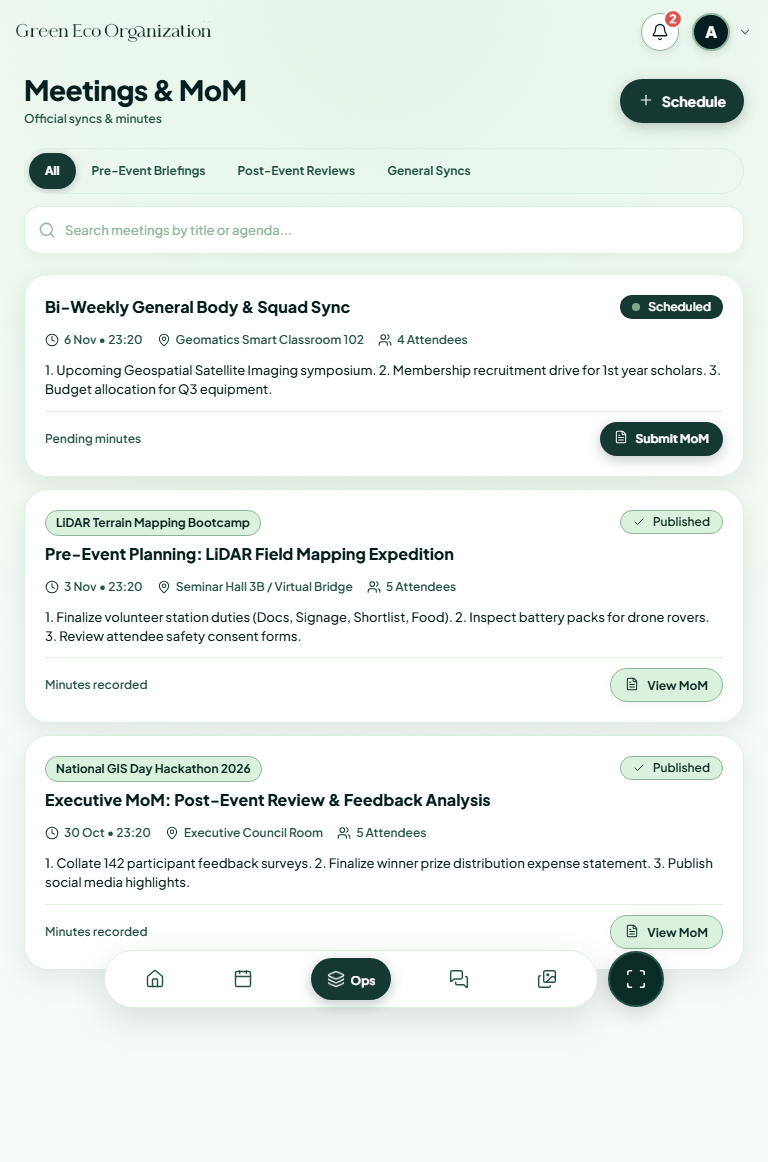 Green Eco Organization
2
A
Meetings & MoM
Official syncs & minutes
Schedule
All
Pre-Event Briefings
Post-Event Reviews
General Syncs
Search meetings by title or agenda...
Bi-Weekly General Body & Squad Sync
Scheduled
6 Nov • 23:20
Geomatics Smart Classroom 102
4 Attendees
1. Upcoming Geospatial Satellite Imaging symposium. 2. Membership recruitment drive for 1st year scholars. 3.
Budget allocation for Q3 equipment.
Pending minutes
Submit MoM
LiDAR Terrain Mapping Bootcamp
Published
Pre-Event Planning: LiDAR Field Mapping Expedition
3 Nov • 23:20
Seminar Hall 3B / Virtual Bridge
5 Attendees
1. Finalize volunteer station duties (Docs, Signage, Shortlist, Food). 2. Inspect battery packs for drone rovers.
3. Review attendee safety consent forms.
Minutes recorded
View MoM
National GIS Day Hackathon 2026
Published
Executive MoM: Post-Event Review & Feedback Analysis
30 Oct • 23:20
Executive Council Room
5 Attendees
1. Collate 142 participant feedback surveys. 2. Finalize winner prize distribution expense statement. 3. Publish
social media highlights.
Minutes recorded
View MoM
Ops